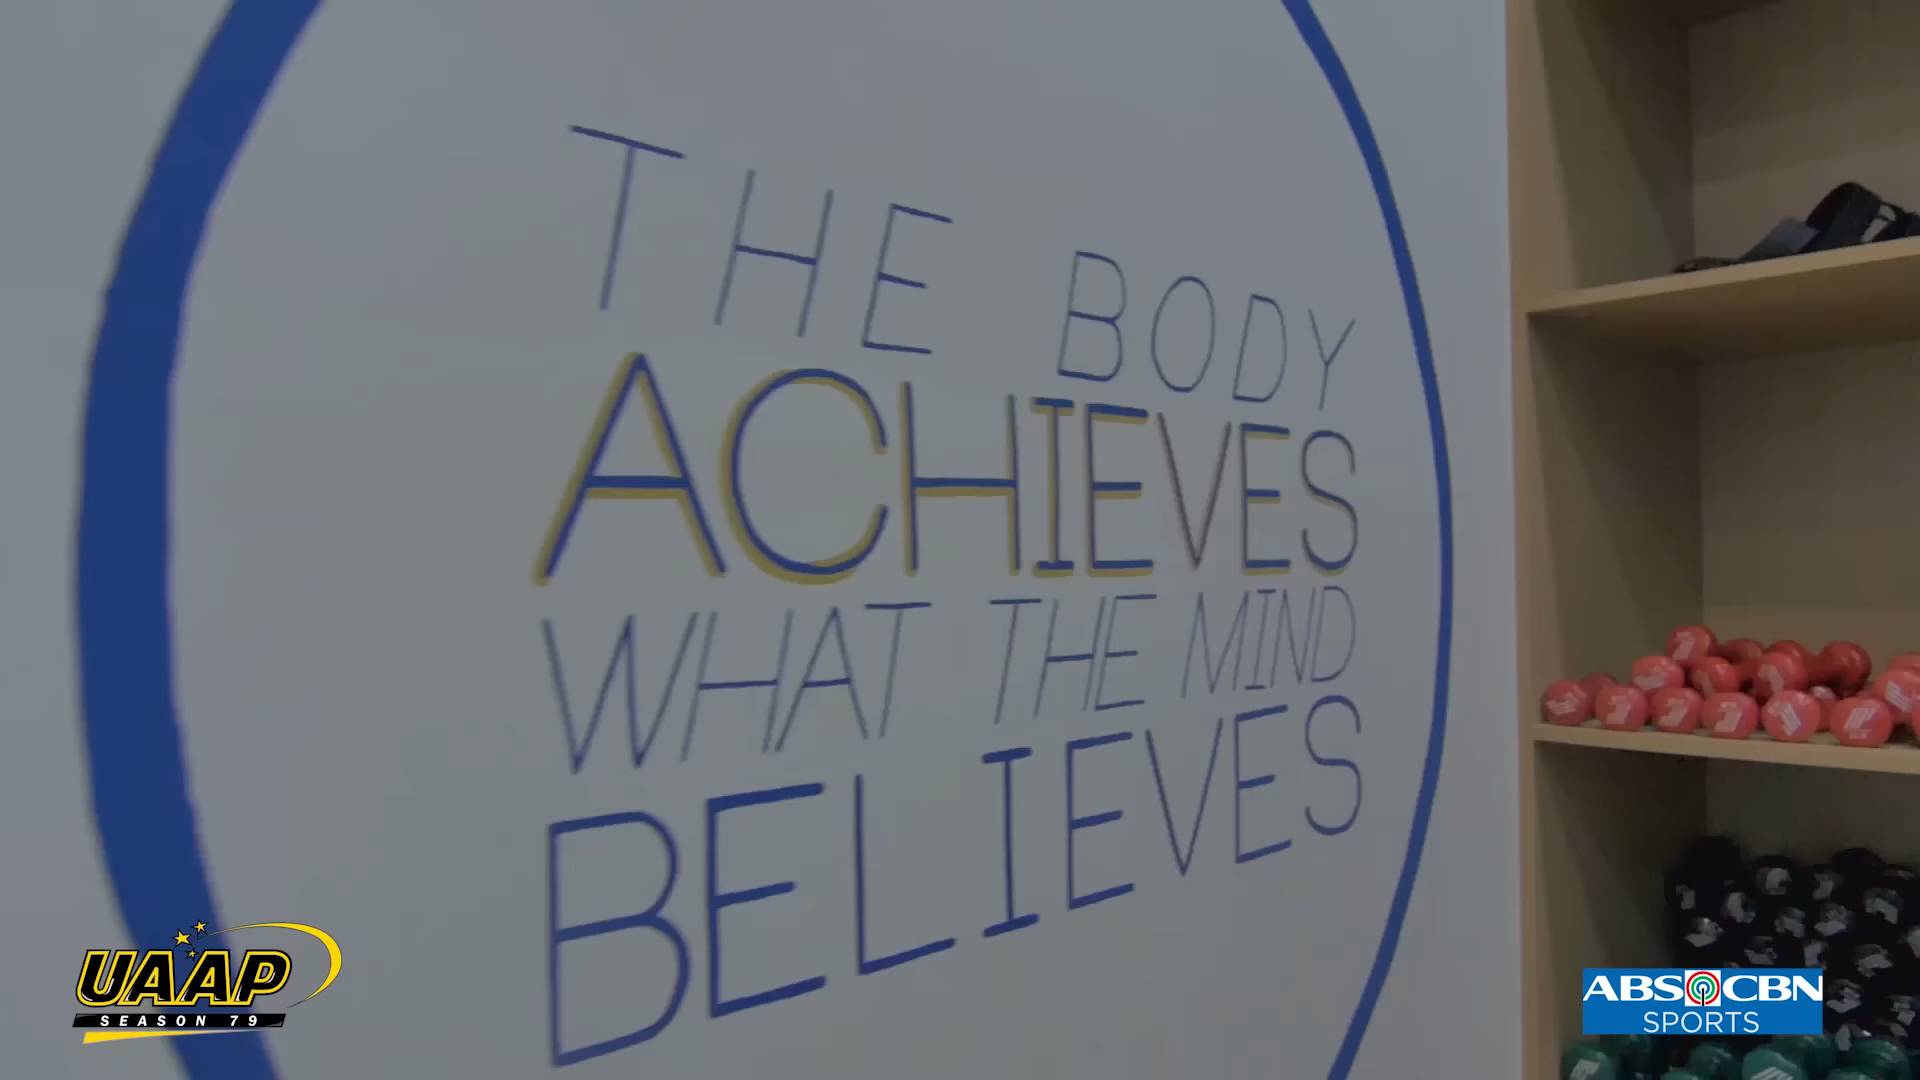 THE BODY
ACHIEVES
WHAT THE MIND
BELIEVES
UAAP
SEASON 79
ABS CBN
SPORTS